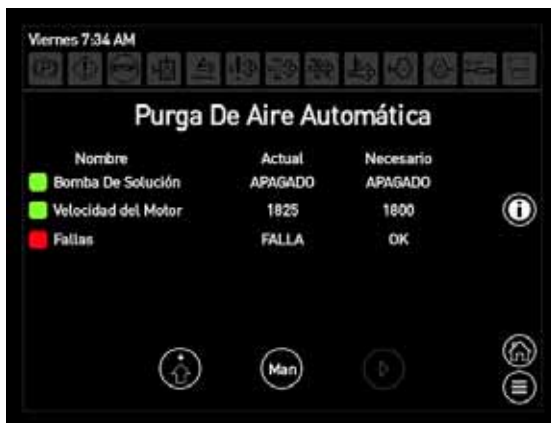 Viernes 7:34 AM
Purga De Aire Automática
Nombre Actual Necesario
Bomba De Solución APAGADO APAGADO
Velocidad del Motor 1825 1800
Fallas FALLA OK
Man